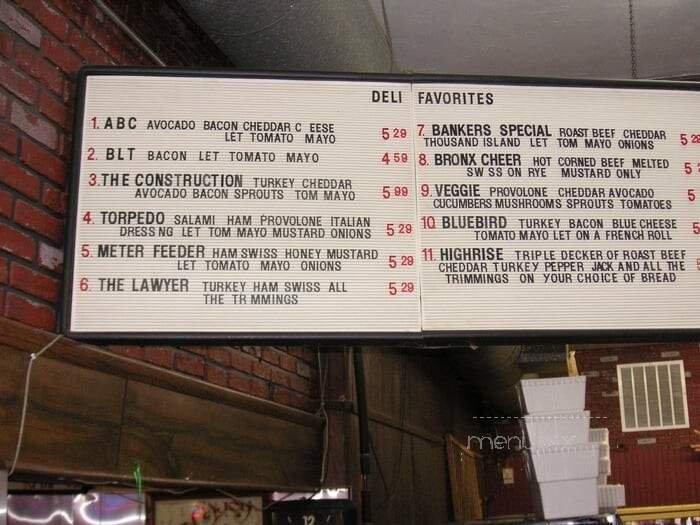 DELI FAVORITES
1. ABC AVOCADO BACON CHEDDAR C EESE
LET TOMATO MAYO
5 29
2. BLT BACON LET TOMATO MAYO
4 59
3. THE CONSTRUCTION TURKEY CHEDDAR
AVOCADO BACON SPROUTS TOM MAYO
5 99
4. TORPEDO SALAMI HAM PROVOLONE ITALIAN
DRESS NG LET TOM MAYO MUSTARD ONIONS
5 29
5. METER FEEDER HAM SWISS HONEY MUSTARD
LET TOMATO MAYO ONIONS
5 29
6. THE LAWYER TURKEY HAM SWISS ALL
THE TR MMINGS
5 29
7. BANKERS SPECIAL ROAST BEEF CHEDDAR
THOUSAND ISLAND LET TOM MAYO ONIONS
5 29
8. BRONX CHEER HOT CORNED BEEF MELTED
SW SS ON RYE MUSTARD ONLY
5
9. VEGGIE PROVOLONE CHEDDAR AVOCADO
CUCUMBERS MUSHROOMS SPROUTS TOMATOES
5
10 BLUEBIRD TURKEY BACON BLUE CHEESE
TOMATO MAYO LET ON A FRENCH ROLL
5
11. HIGHRISE TRIPLE DECKER OF ROAST BEEF
CHEDDAR TURKEY PEPPER JACK AND ALL THE
TRIMMINGS ON YOUR CHOICE OF BREAD